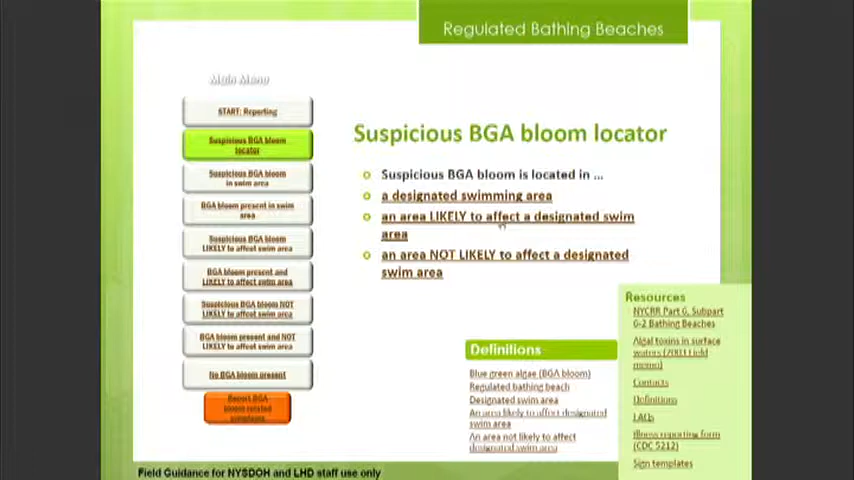 Regulated Bathing Beaches
Main Menu
START: Reporting
Suspicious BGA bloom
locator
Suspicious BGA bloom
in swim area
BGA bloom present in swim
area
Suspicious BGA bloom
LIKELY to affect swim area
BGA bloom present and
LIKELY to affect swim area
Suspicious BGA bloom NOT
LIKELY to affect swim area
BGA bloom present and NOT
LIKELY to affect swim area
No BGA bloom present
Report BGA
bloom related
complaints
Suspicious BGA bloom locator
Suspicious BGA bloom is located in ...
a designated swimming area
an area LIKELY to affect a designated swim
area
an area NOT LIKELY to affect a designated
swim area
Definitions
Blue green algae (BGA bloom)
Regulated bathing beach
Designated swim area
An area likely to affect designated
swim area
An area not likely to affect
designated swim area
Resources
NYCRR Part 6, Subpart
6-2 Bathing Beaches
Algal toxins in surface
waters (2003 Field
memo)
Contacts
Definitions
FAQs
Illness reporting form
(CDC 5212)
Sign templates
Field Guidance for NYSDOH and LHD staff use only